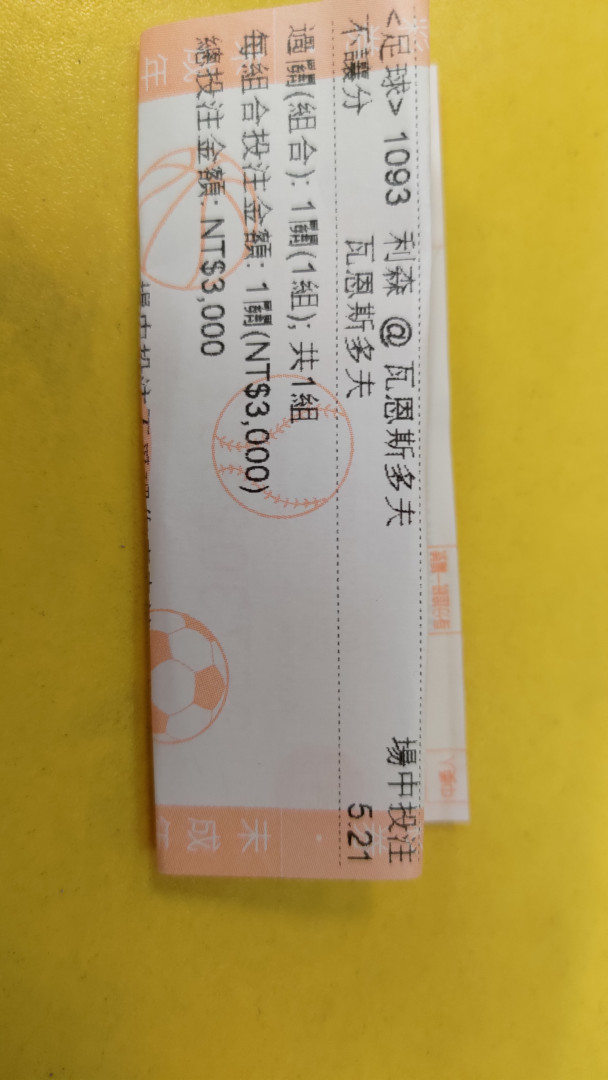 <足球> 1093 利森 @ 瓦恩斯多夫 場中投注
不讓分 瓦恩斯多夫 5.21
過關(組合): 1關(1組); 共1組
每組合投注金額: 1關(NT$3,000)
總投注金額: NT$3,000
未成年
未成